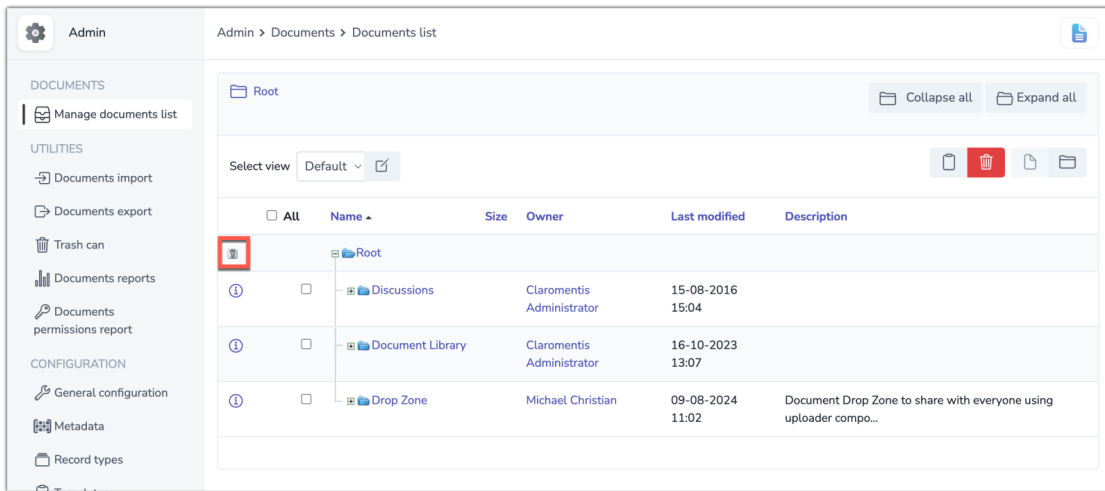 Admin
Admin > Documents > Documents list
DOCUMENTS
Manage documents list
UTILITIES
Documents import
Documents export
Trash can
Documents reports
Documents
permissions report
CONFIGURATION
General configuration
Metadata
Record types
Root
Collapse all
Expand all
Select view Default
All Name Size Owner Last modified Description
Root
Discussions Claromentis 15-08-2016
Administrator 15:04
Document Library Claromentis 16-10-2023
Administrator 13:07
Drop Zone Michael Christian 09-08-2024 Document Drop Zone to share with everyone using
11:02 uploader compo...